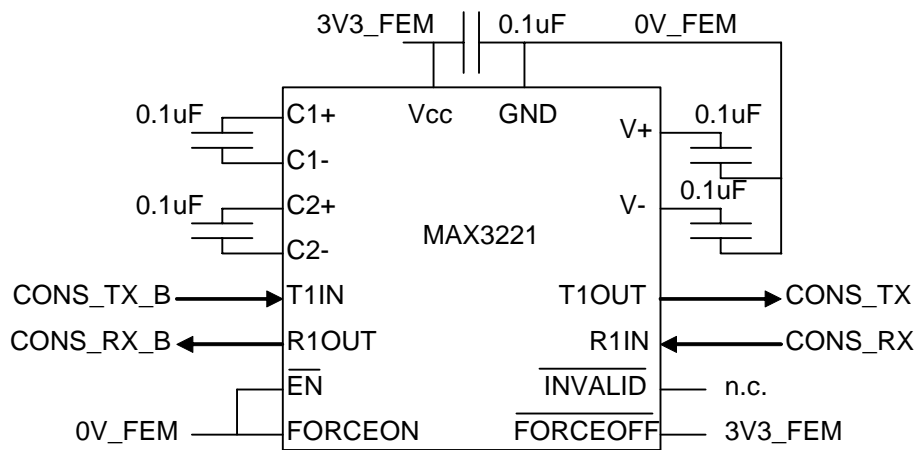 3V3_FEM 0.1uF 0V_FEM
Vcc GND
0.1uF C1+ V+ 0.1uF
C1-
0.1uF C2+ V- 0.1uF
C2-
MAX3221
CONS_TX_B T1IN T1OUT CONS_TX
CONS_RX_B R1OUT R1IN CONS_RX
EN INVALID n.c.
0V_FEM FORCEON FORCEOFF 3V3_FEM